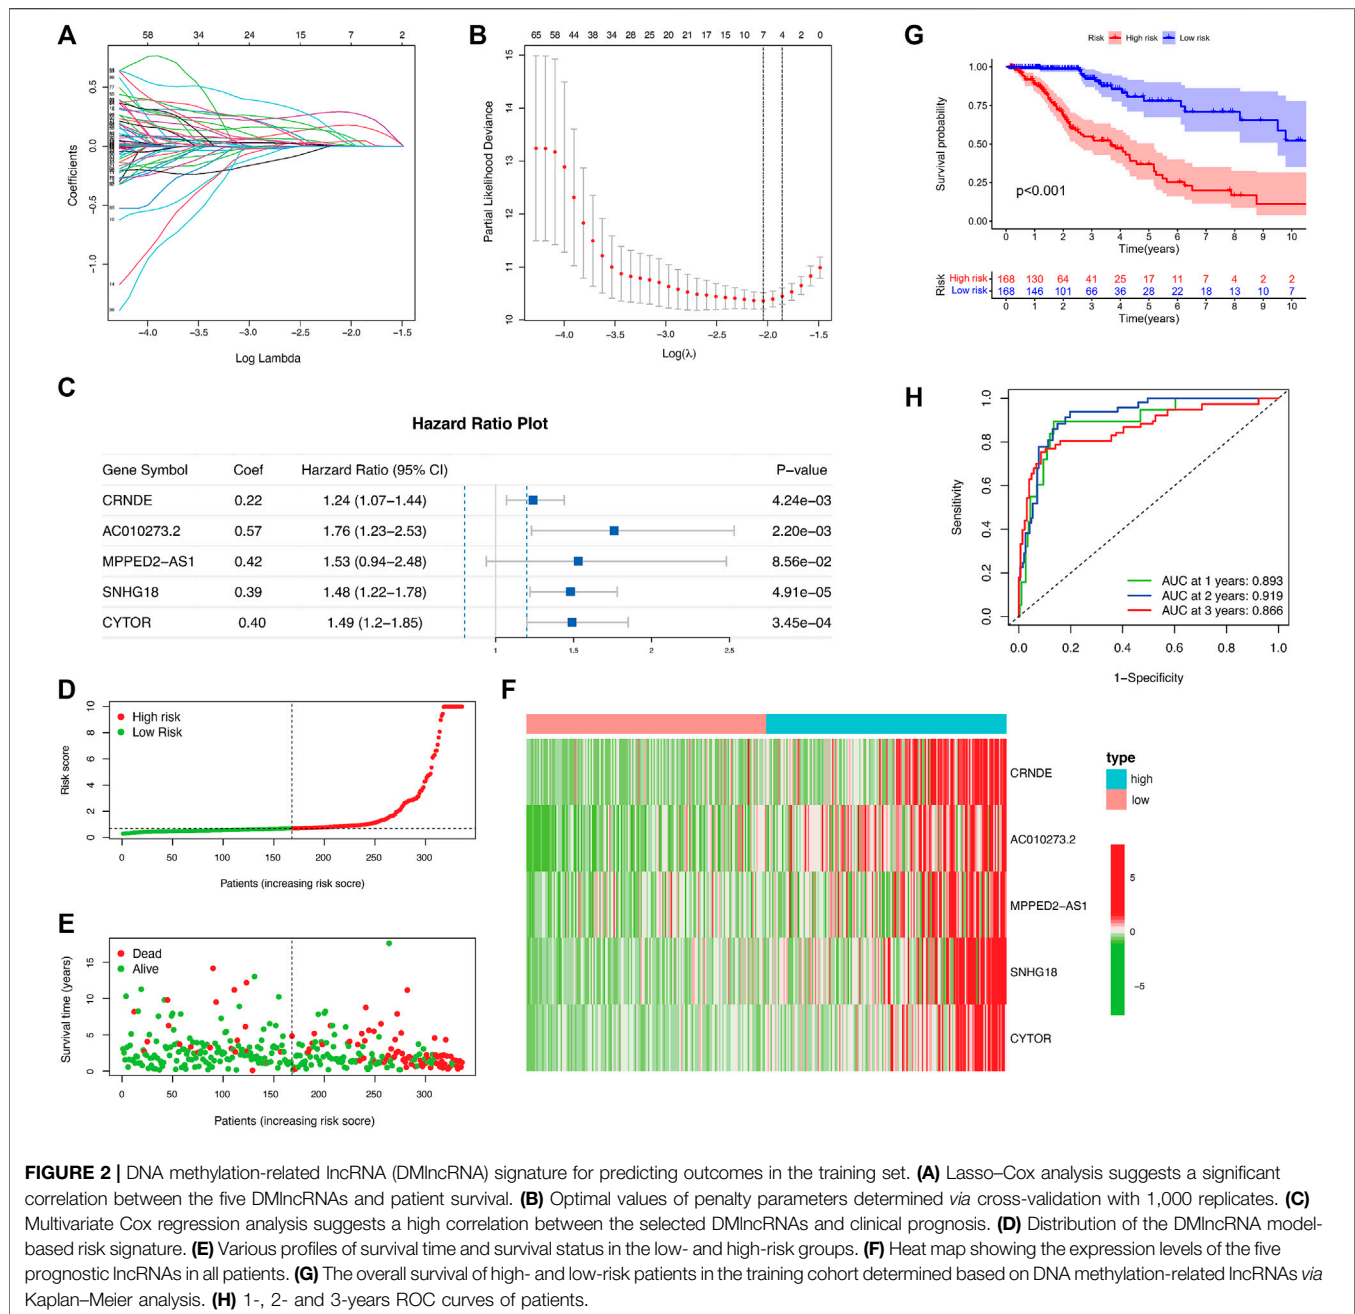 A
58 34 24 15 7 2
Coefficients
0.5
0.0
−0.5
−1.0
14
−4.0 −3.5 −3.0 −2.5 −2.0 −1.5
Log Lambda
B
65 58 44 38 34 28 25 20 21 17 15 10 7 4 2 0
Partial Likelihood Deviance
15
14
13
12
11
10
−4.0 −3.5 −3.0 −2.5 −2.0 −1.5
Log(λ)
G
Risk High risk Low risk
Survival probability
1.00
0.75
0.50
0.25
0.00
p<0.001
0 1 2 3 4 5 6 7 8 9 10
Time(years)
Risk
High risk 168 130 64 41 25 17 11 7 4 2 2
Low risk 168 146 101 66 36 28 22 18 13 10 7
0 1 2 3 4 5 6 7 8 9 10
Time(years)
C
Hazard Ratio Plot
Gene Symbol Coef Harzard Ratio (95% CI) P−value
CRNDE 0.22 1.24 (1.07−1.44) 4.24e−03
AC010273.2 0.57 1.76 (1.23−2.53) 2.20e−03
MPPED2−AS1 0.42 1.53 (0.94−2.48) 8.56e−02
SNHG18 0.39 1.48 (1.22−1.78) 4.91e−05
CYTOR 0.40 1.49 (1.2−1.85) 3.45e−04
1 1.5 2 2.5
H
Sensitivity
1.0
0.8
0.6
0.4
0.2
0.0
AUC at 1 years: 0.893
AUC at 2 years: 0.919
AUC at 3 years: 0.866
0.0 0.2 0.4 0.6 0.8 1.0
1−Specificity
D
Risk score
10
8
6
4
2
0
High risk
Low Risk
0 50 100 150 200 250 300
Patients (increasing risk socre)
E
Survival time (years)
15
10
5
0
Dead
Alive
0 50 100 150 200 250 300
Patients (increasing risk socre)
F
CRNDE
AC010273.2
MPPED2−AS1
SNHG18
CYTOR
type
high
low
5
0
−5
FIGURE 2 | DNA methylation-related lncRNA (DMlncRNA) signature for predicting outcomes in the training set. (A) Lasso–Cox analysis suggests a significant
correlation between the five DMlncRNAs and patient survival. (B) Optimal values of penalty parameters determined via cross-validation with 1,000 replicates. (C)
Multivariate Cox regression analysis suggests a high correlation between the selected DMlncRNAs and clinical prognosis. (D) Distribution of the DMlncRNA model-
based risk signature. (E) Various profiles of survival time and survival status in the low- and high-risk groups. (F) Heat map showing the expression levels of the five
prognostic lncRNAs in all patients. (G) The overall survival of high- and low-risk patients in the training cohort determined based on DNA methylation-related lncRNAs via
Kaplan–Meier analysis. (H) 1-, 2- and 3-years ROC curves of patients.